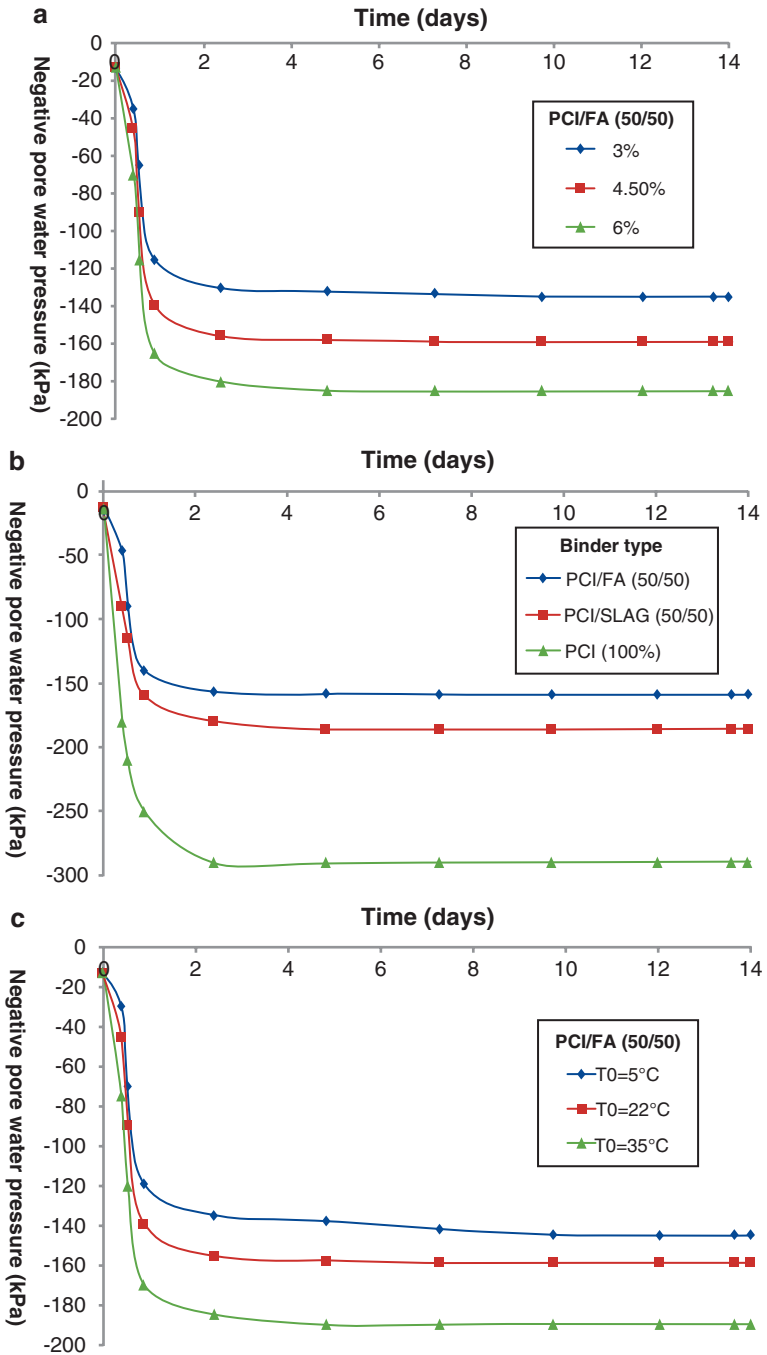 a
Time (days)
Negative pore water pressure (kPa)
0
-20
-40
-60
-80
-100
-120
-140
-160
-180
-200
0 2 4 6 8 10 12 14
PCI/FA (50/50)
3%
4.50%
6%
b
Time (days)
Negative pore water pressure (kPa)
0
-50
-100
-150
-200
-250
-300
0 2 4 6 8 10 12 14
Binder type
PCI/FA (50/50)
PCI/SLAG (50/50)
PCI (100%)
c
Time (days)
Negative pore water pressure (kPa)
0
-20
-40
-60
-80
-100
-120
-140
-160
-180
-200
0 2 4 6 8 10 12 14
PCI/FA (50/50)
T0=5°C
T0=22°C
T0=35°C